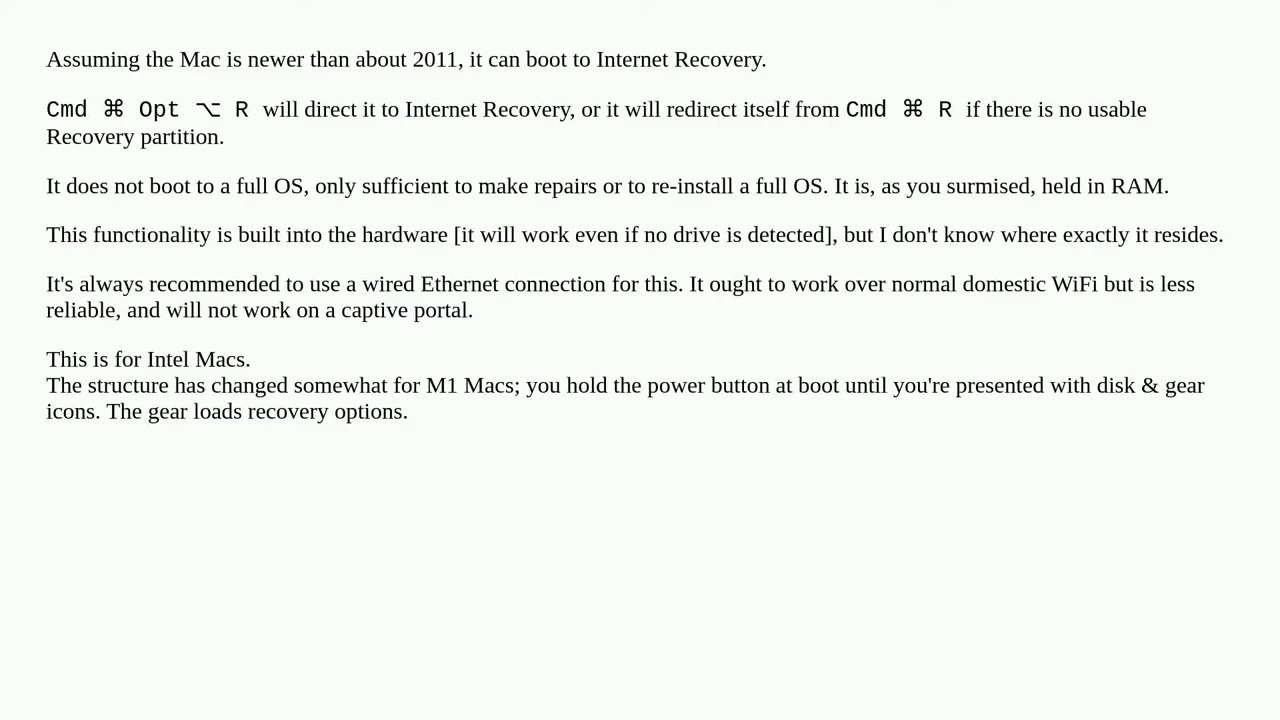 Assuming the Mac is newer than about 2011, it can boot to Internet Recovery.
Cmd ⌘ Opt ⌥ R will direct it to Internet Recovery, or it will redirect itself from Cmd ⌘ R if there is no usable
Recovery partition.
It does not boot to a full OS, only sufficient to make repairs or to re-install a full OS. It is, as you surmised, held in RAM.
This functionality is built into the hardware [it will work even if no drive is detected], but I don't know where exactly it resides.
It's always recommended to use a wired Ethernet connection for this. It ought to work over normal domestic WiFi but is less
reliable, and will not work on a captive portal.
This is for Intel Macs.
The structure has changed somewhat for M1 Macs; you hold the power button at boot until you're presented with disk & gear
icons. The gear loads recovery options.